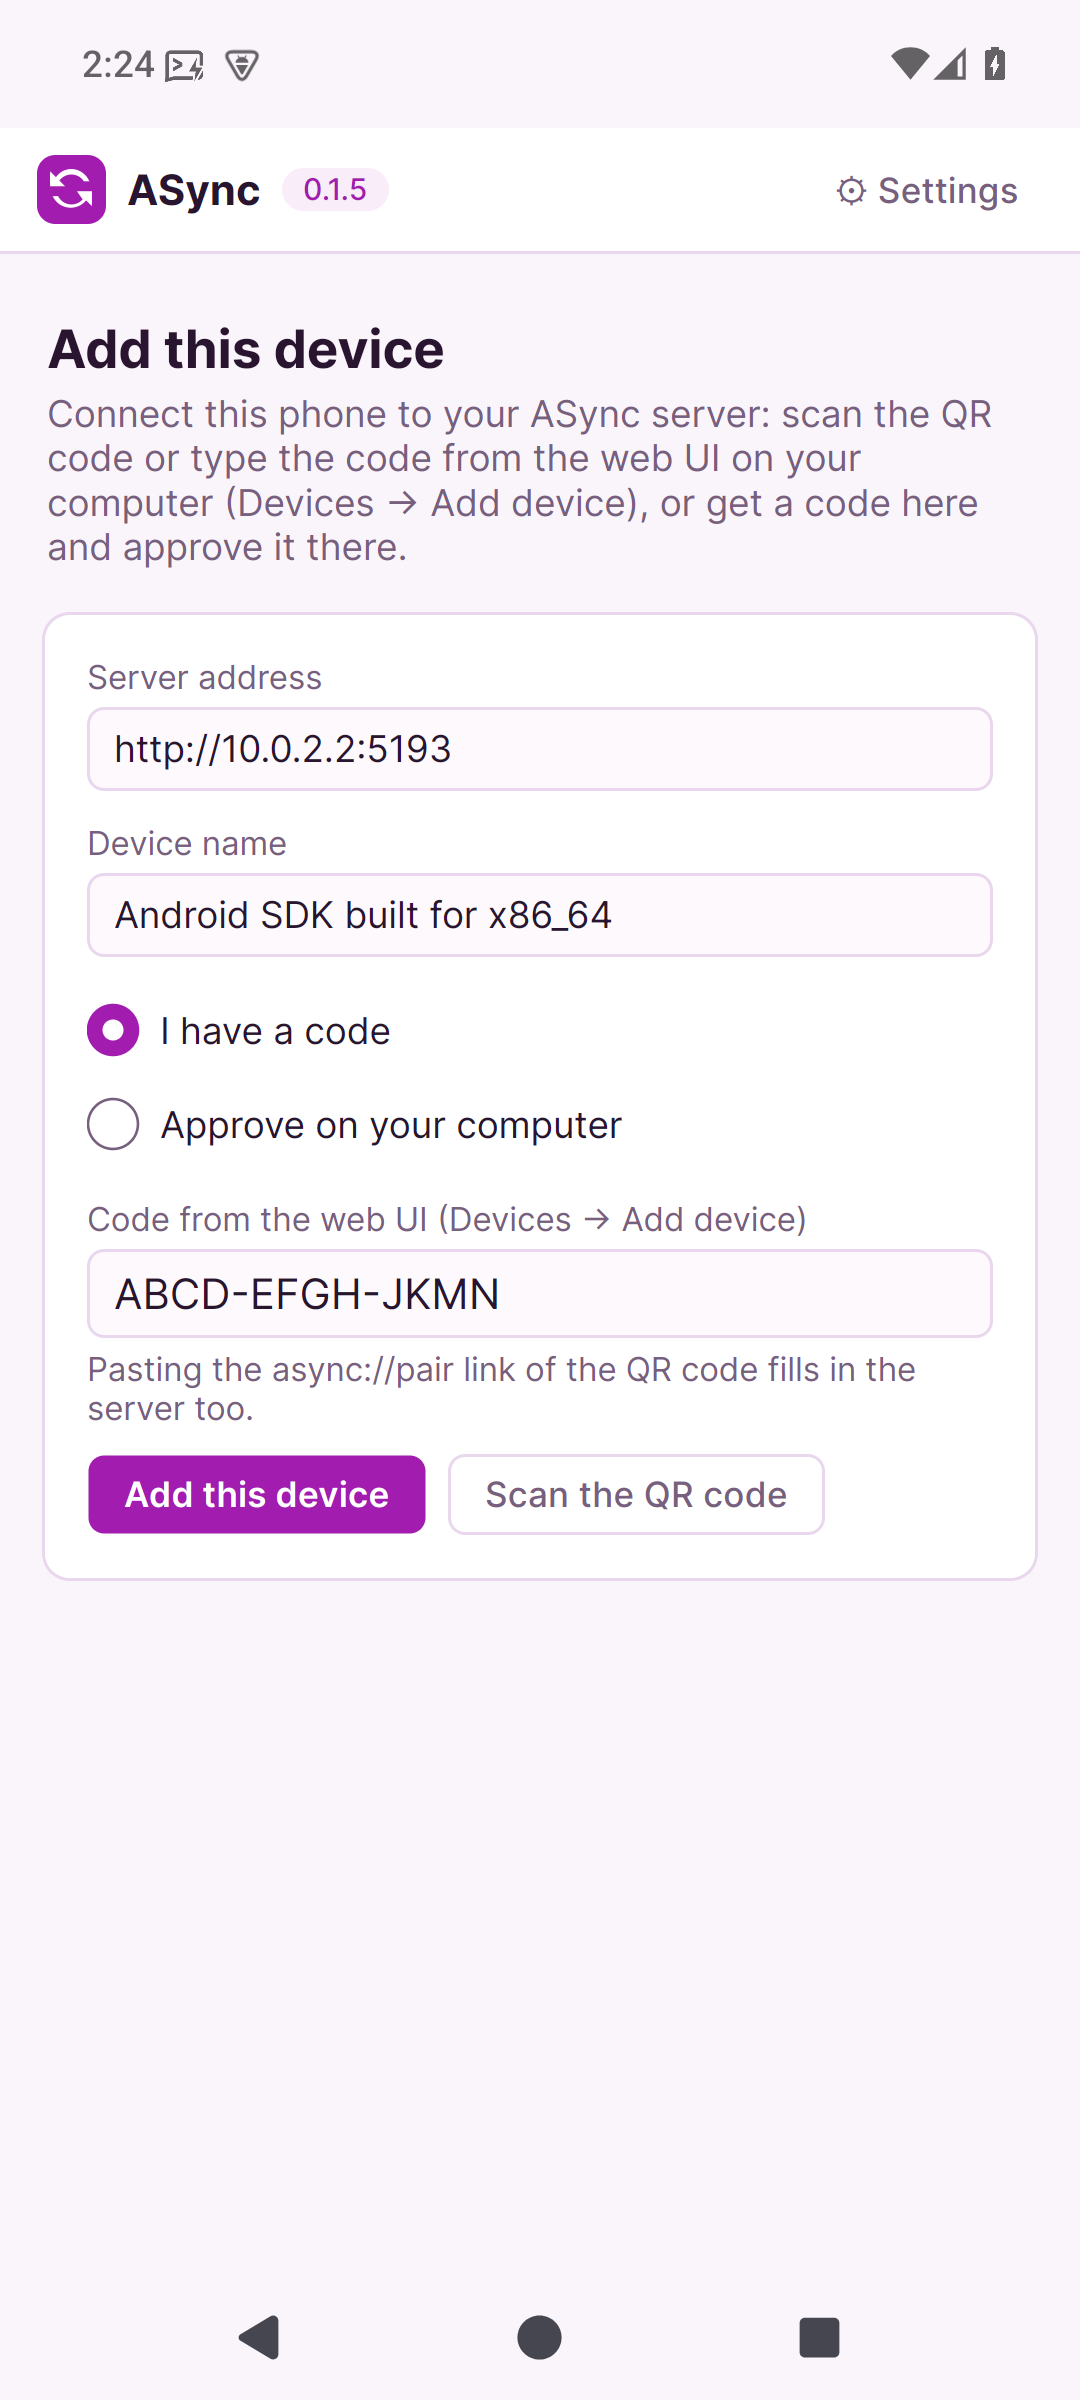 2:24
ASync 0.1.5
Settings
Add this device
Connect this phone to your ASync server: scan the QR
code or type the code from the web UI on your
computer (Devices → Add device), or get a code here
and approve it there.
Server address
http://10.0.2.2:5193
Device name
Android SDK built for x86_64
I have a code
Approve on your computer
Code from the web UI (Devices → Add device)
ABCD-EFGH-JKMN
Pasting the async://pair link of the QR code fills in the
server too.
Add this device
Scan the QR code